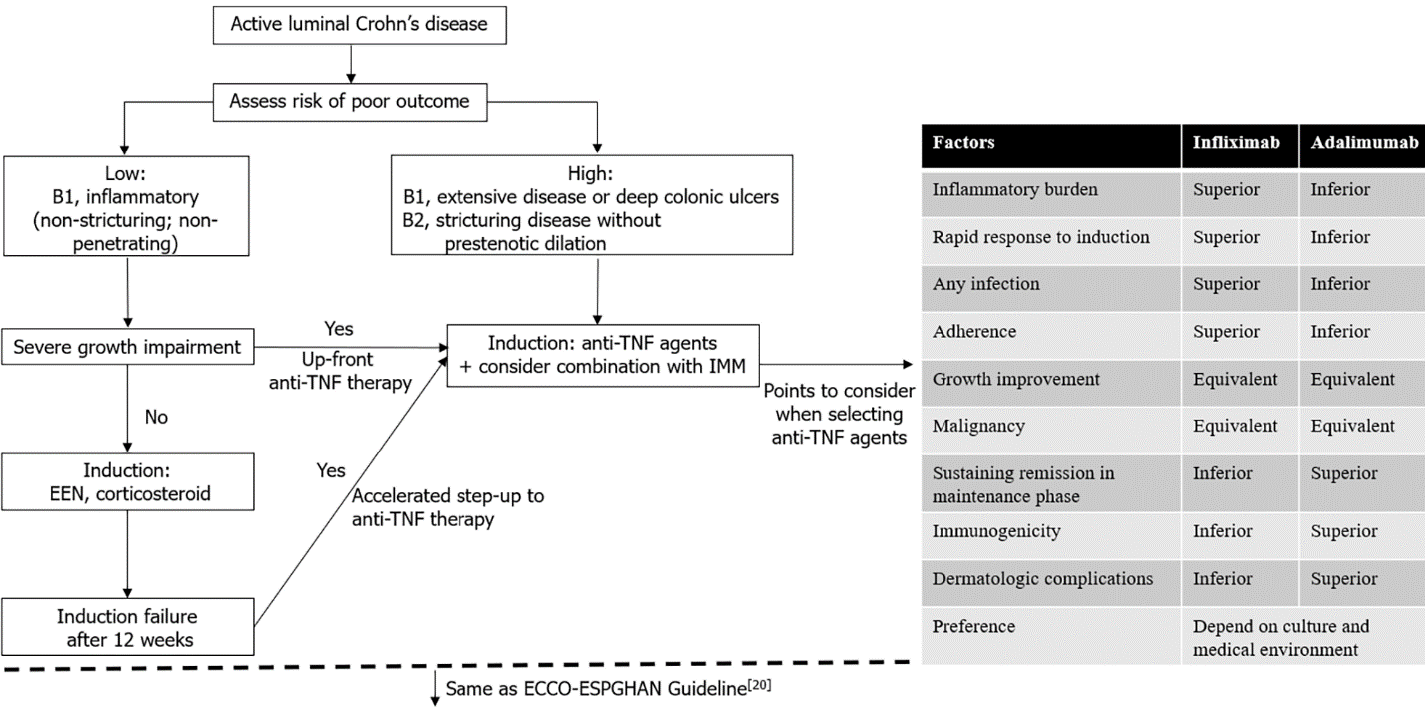 Active luminal Crohn's disease
Assess risk of poor outcome
Low:
B1, inflammatory
(non-stricturing; non-
penetrating)
High:
B1, extensive disease or deep colonic ulcers
B2, stricturing disease without
prestenotic dilation
Severe growth impairment
Yes
Up-front
anti-TNF therapy
Induction: anti-TNF agents
+ consider combination with IMM
Points to consider
when selecting
anti-TNF agents
No
Induction:
EEN, corticosteroid
Yes
Accelerated step-up to
anti-TNF therapy
Induction failure
after 12 weeks
Same as ECCO-ESPGHAN Guideline[20]
Factors Infliximab Adalimumab
Inflammatory burden Superior Inferior
Rapid response to induction Superior Inferior
Any infection Superior Inferior
Adherence Superior Inferior
Growth improvement Equivalent Equivalent
Malignancy Equivalent Equivalent
Sustaining remission in Inferior Superior
maintenance phase
Immunogenicity Inferior Superior
Dermatologic complications Inferior Superior
Preference Depend on culture and
medical environment